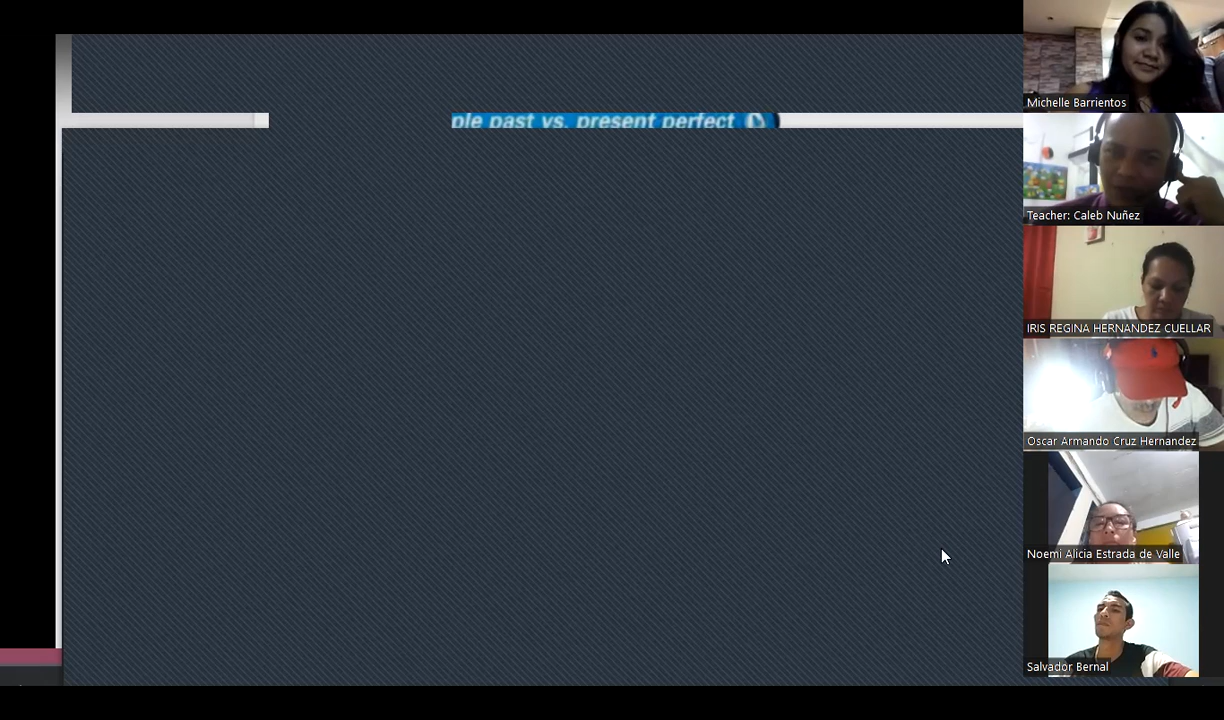 ple past vs. present perfect
Michelle Barrientos
Teacher: Caleb Nuñez
IRIS REGINA HERNANDEZ CUELLAR
Oscar Armando Cruz Hernandez
Noemi Alicia Estrada de Valle
Salvador Bernal